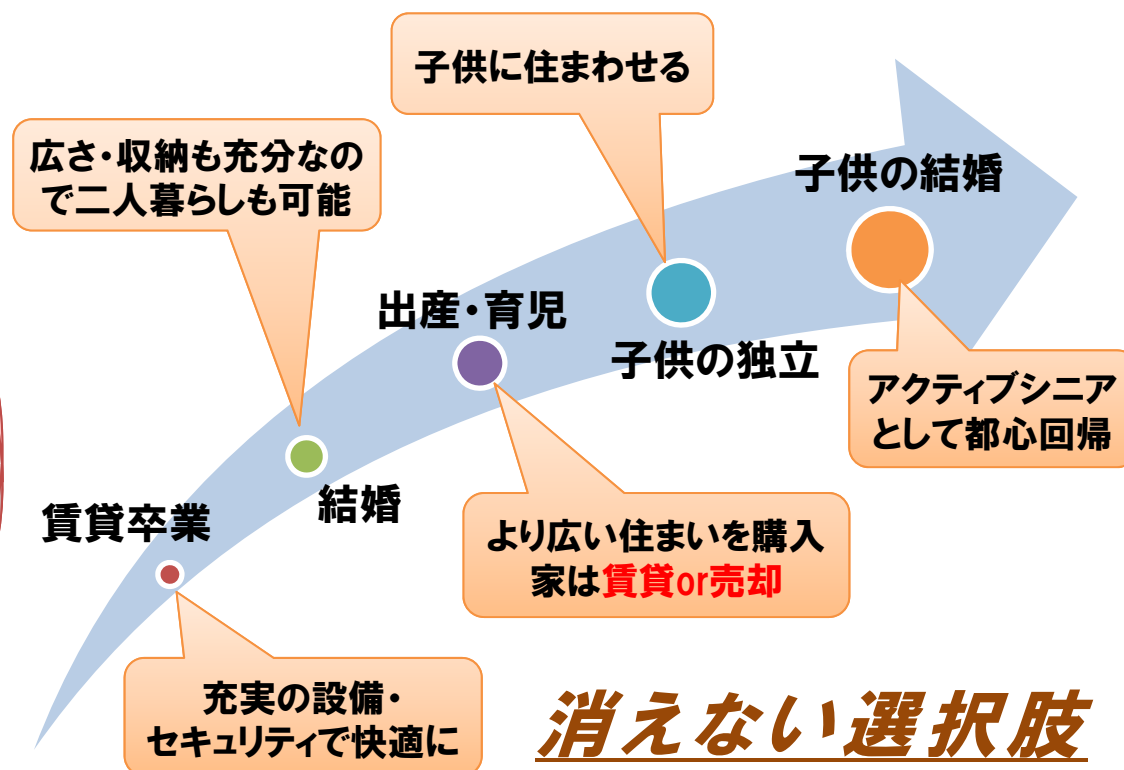 子供に住まわせる
広さ・収納も充分なの
で二人暮らしも可能
子供の結婚
出産・育児
子供の独立
アクティブシニア
として都心回帰
結婚
賃貸卒業
より広い住まいを購入
家は賃貸or売却
充実の設備・
セキュリティで快適に
消えない選択肢